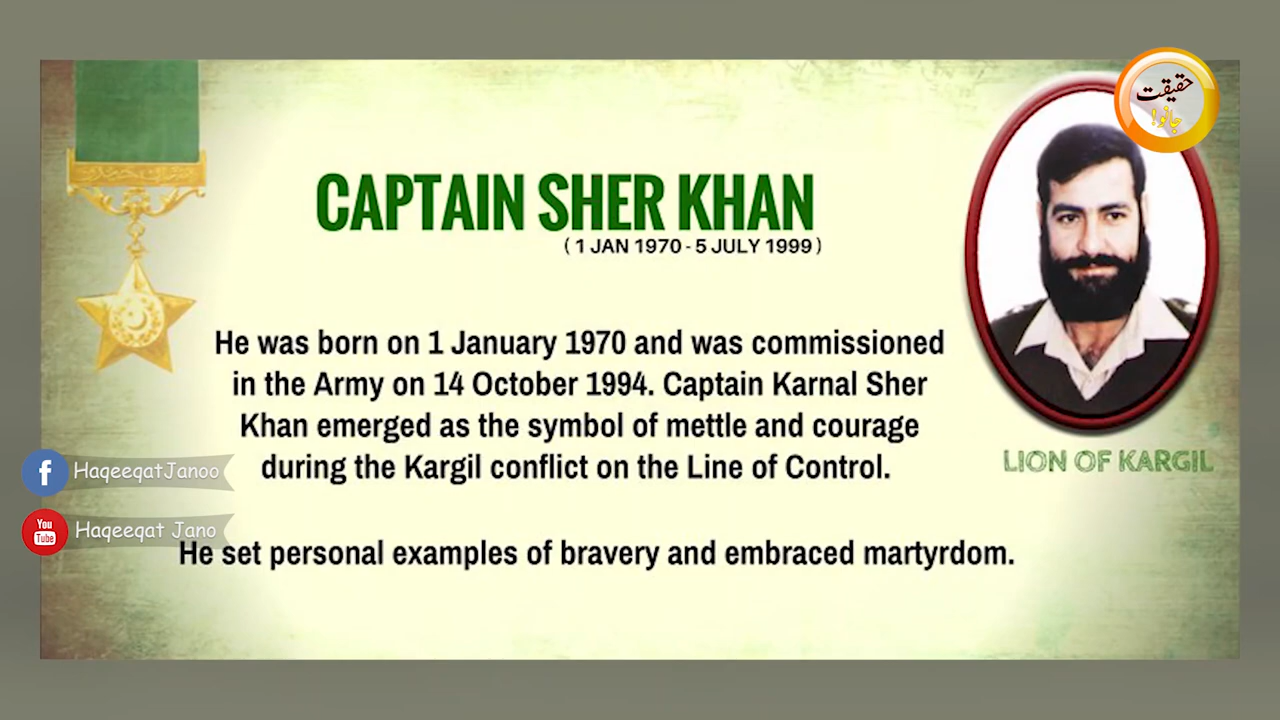 حقیقت
جانو!
CAPTAIN SHER KHAN
( 1 JAN 1970 - 5 JULY 1999 )
He was born on 1 January 1970 and was commissioned
in the Army on 14 October 1994. Captain Karnal Sher
Khan emerged as the symbol of mettle and courage
during the Kargil conflict on the Line of Control.
LION OF KARGIL
f HaqeeqatJanoo
You
Tube
Haqeeqat Jano
He set personal examples of bravery and embraced martyrdom.